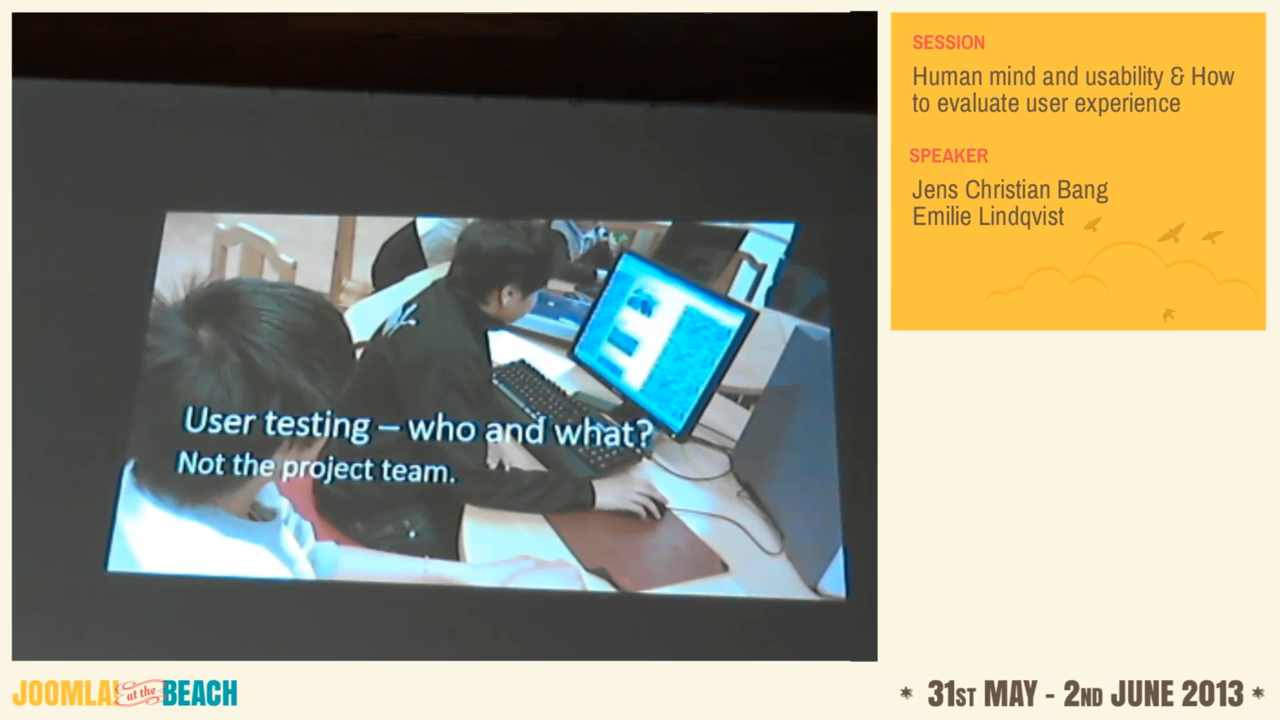 SESSION
Human mind and usability & How
to evaluate user experience
SPEAKER
Jens Christian Bang
Emilie Lindqvist
User testing – who and what?
Not the project team.
JOOMLA! at the BEACH
* 31ST MAY - 2ND JUNE 2013 *